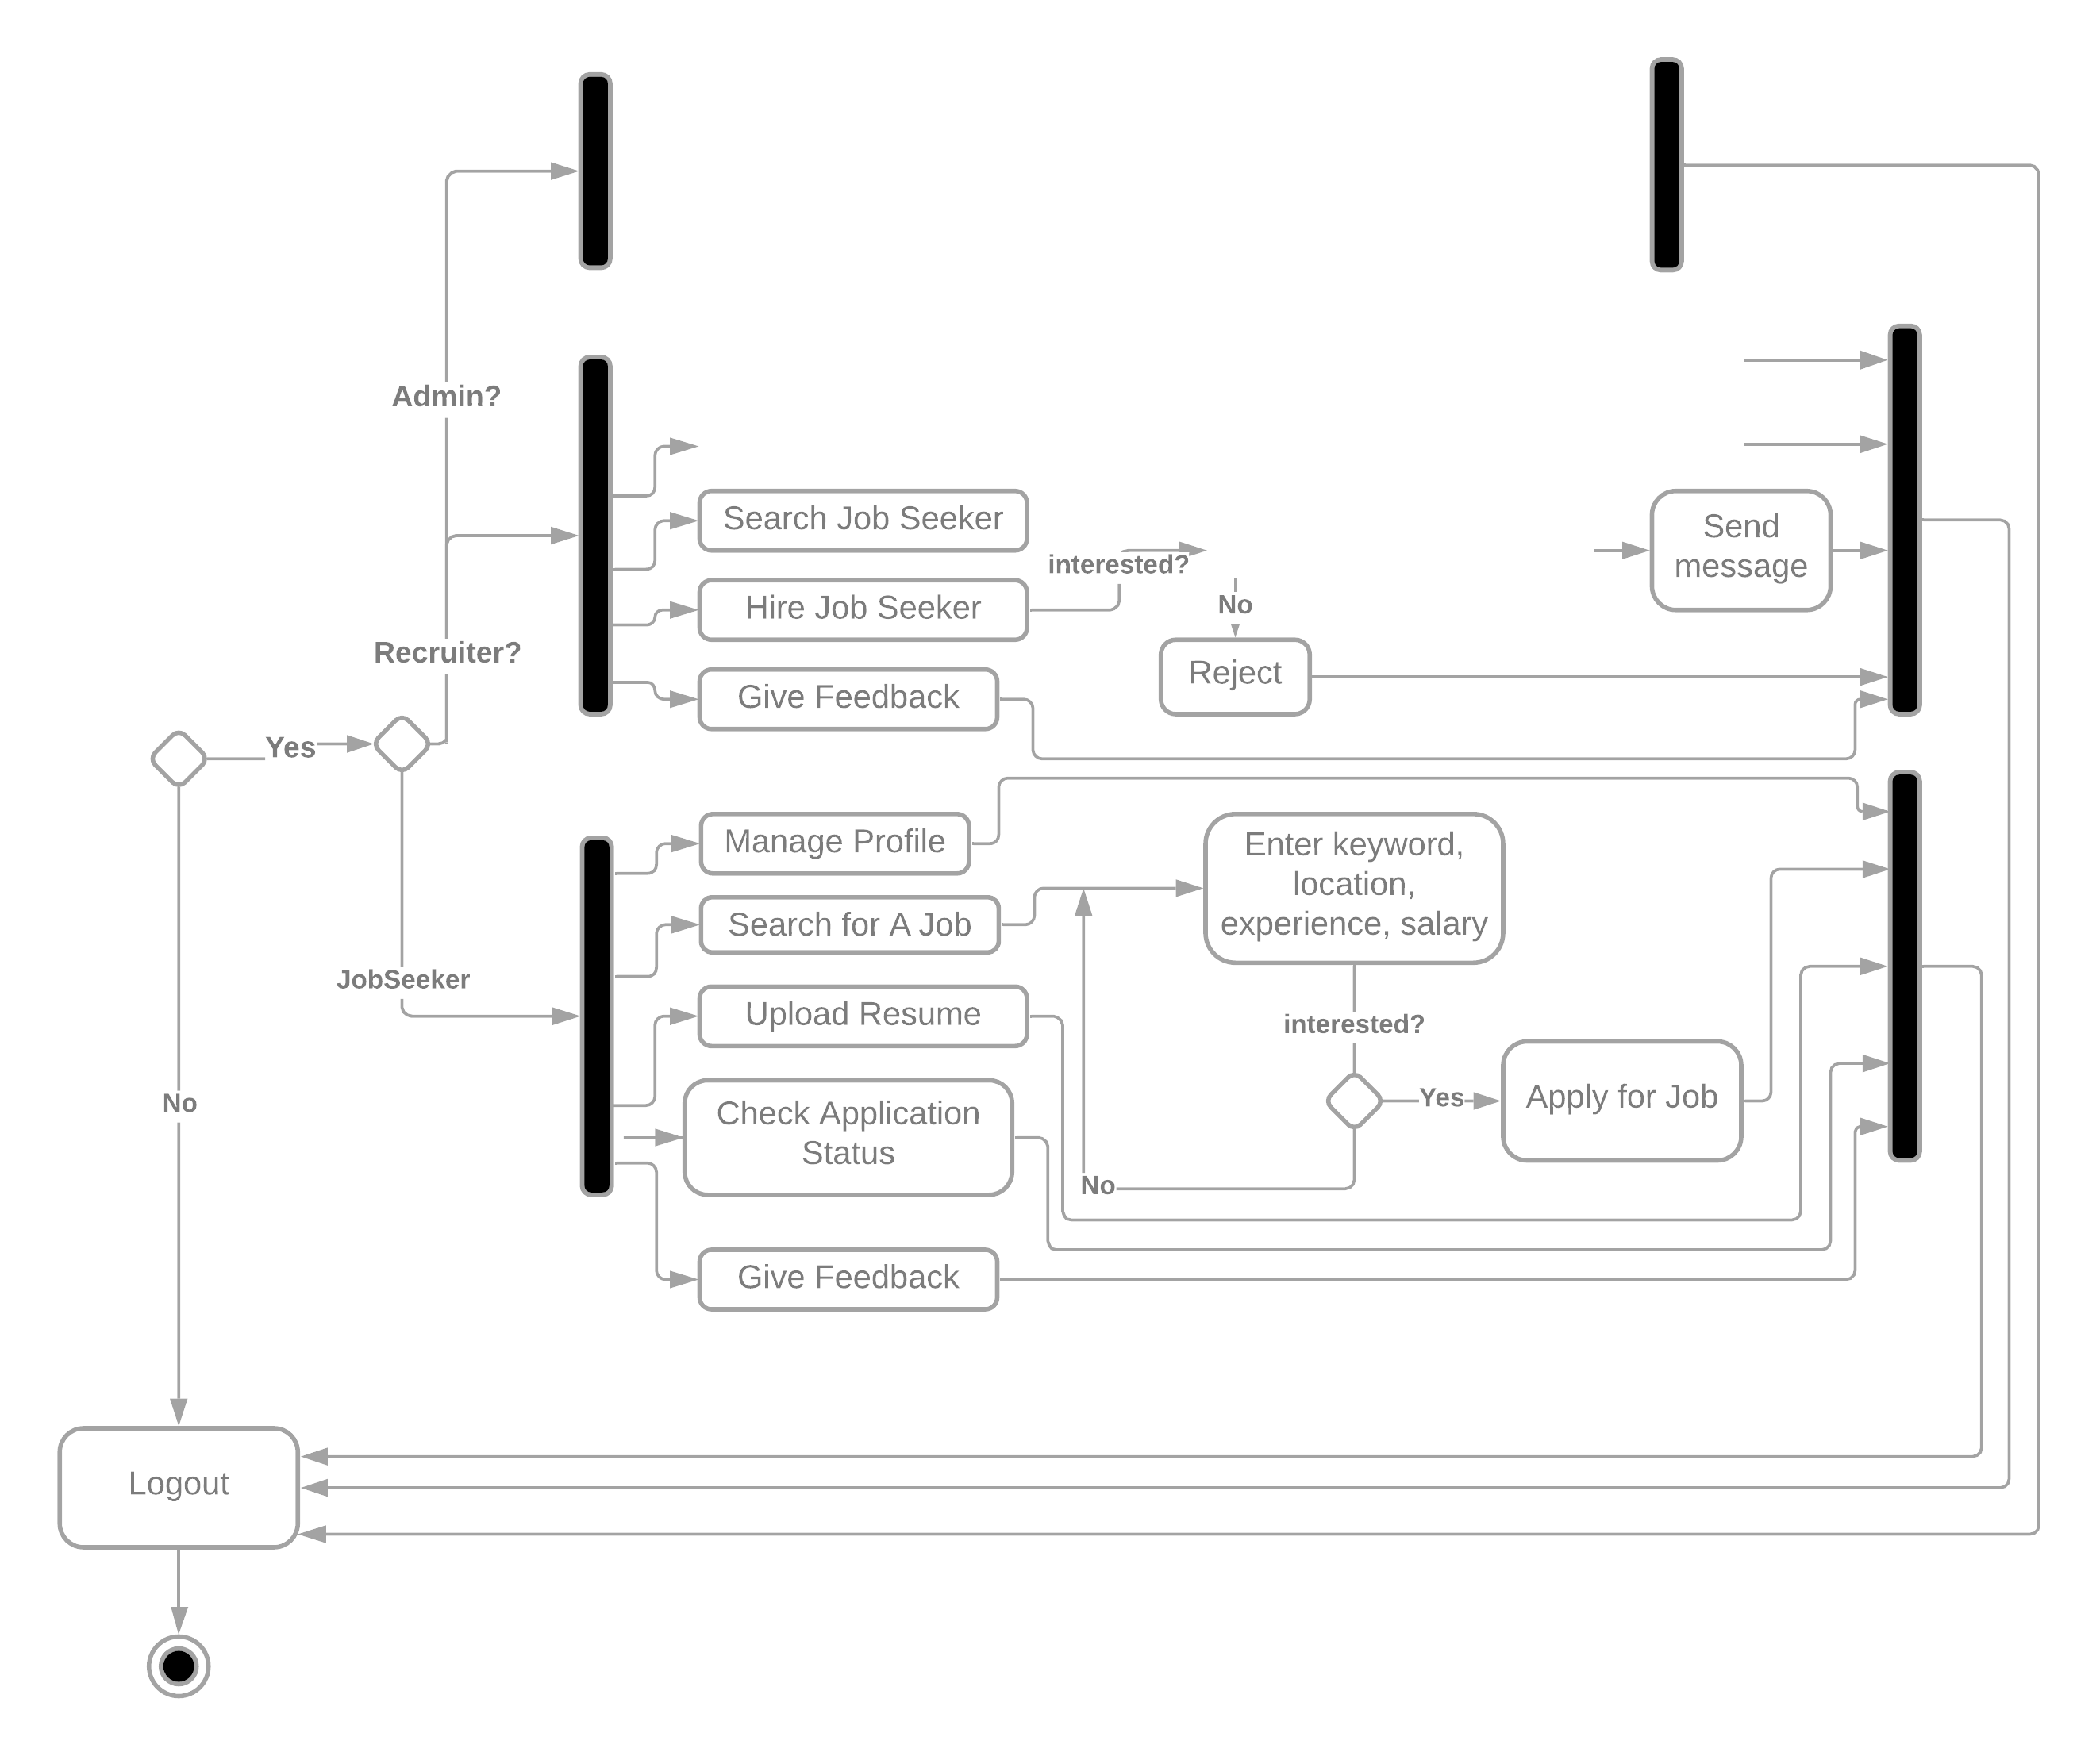 Admin?
Search Job Seeker
Send
message
interested?
Hire Job Seeker
No
Recruiter?
Reject
Give Feedback
Yes
Manage Profile
Enter keyword,
location,
experience, salary
Search for A Job
JobSeeker
Upload Resume
interested?
No
Check Application
Status
Yes
Apply for Job
No
Give Feedback
Logout